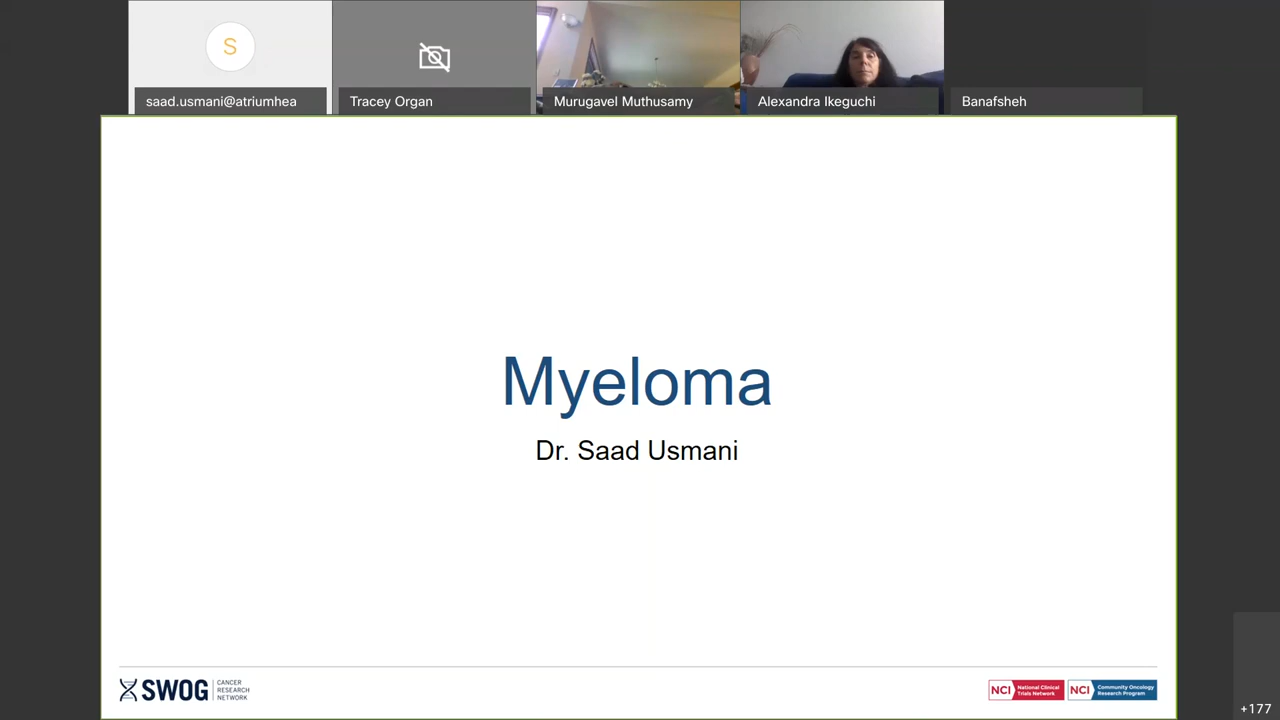 S
saad.usmani@atriumhea
Tracey Organ
Murugavel Muthusamy
Alexandra Ikeguchi
Banafsheh
Myeloma
Dr. Saad Usmani
SWOG
CANCER
RESEARCH
NETWORK
NCI
National Clinical
Trials Network
NCI
Community Oncology
Research Program
+177